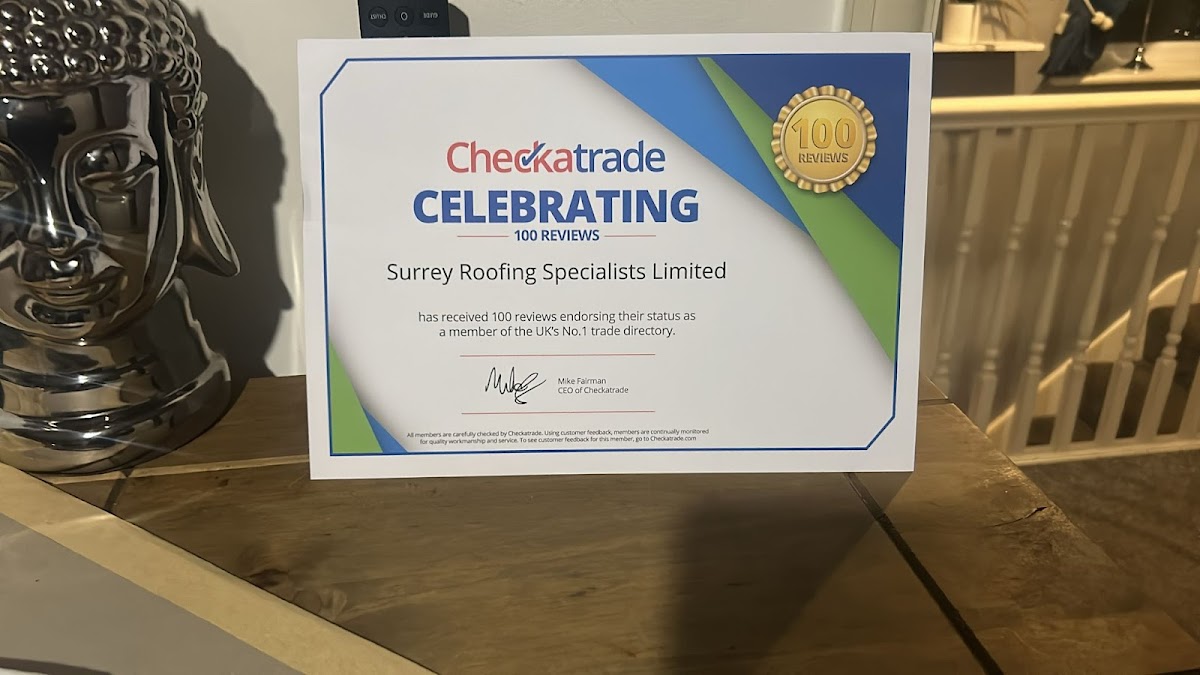 Checkatrade
CELEBRATING
100 REVIEWS
100
REVIEWS
Surrey Roofing Specialists Limited
has received 100 reviews endorsing their status as
a member of the UK's No.1 trade directory.
Mike Fairman
CEO of Checkatrade
All members are carefully checked by Checkatrade. Using customer feedback, members are continually monitored
for quality workmanship and service. To see customer feedback for this member, go to Checkatrade.com